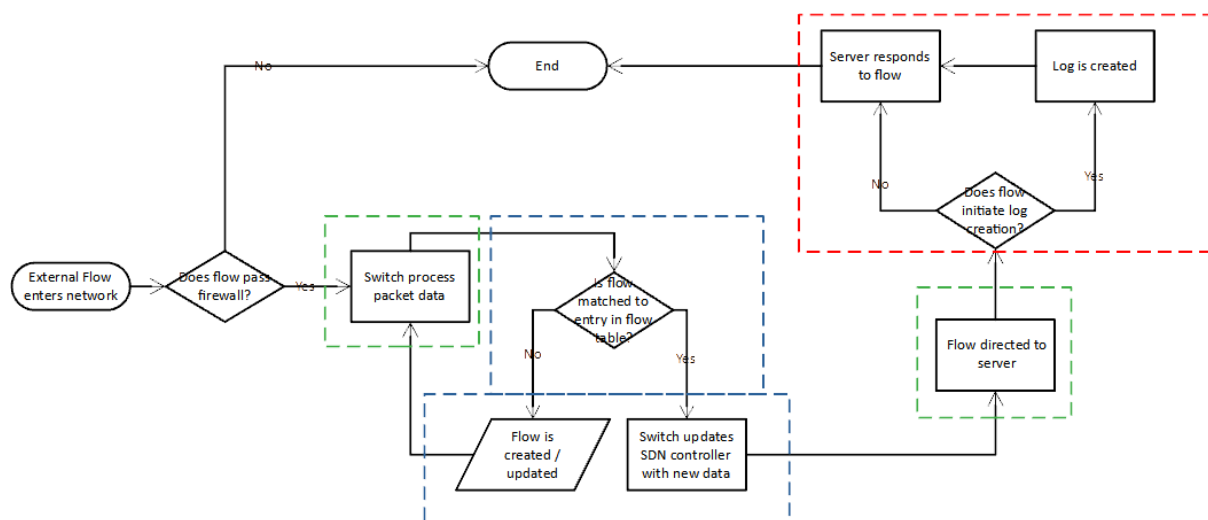 No
End
Server responds
to flow
Log is created
No
Yes
Does flow
initiate log
creation?
External Flow
enters network
Does flow pass
firewall?
Yes
Switch process
packet data
Is flow
matched to
entry in flow
table?
No
Yes
Flow directed to
server
Flow is
created /
updated
Switch updates
SDN controller
with new data